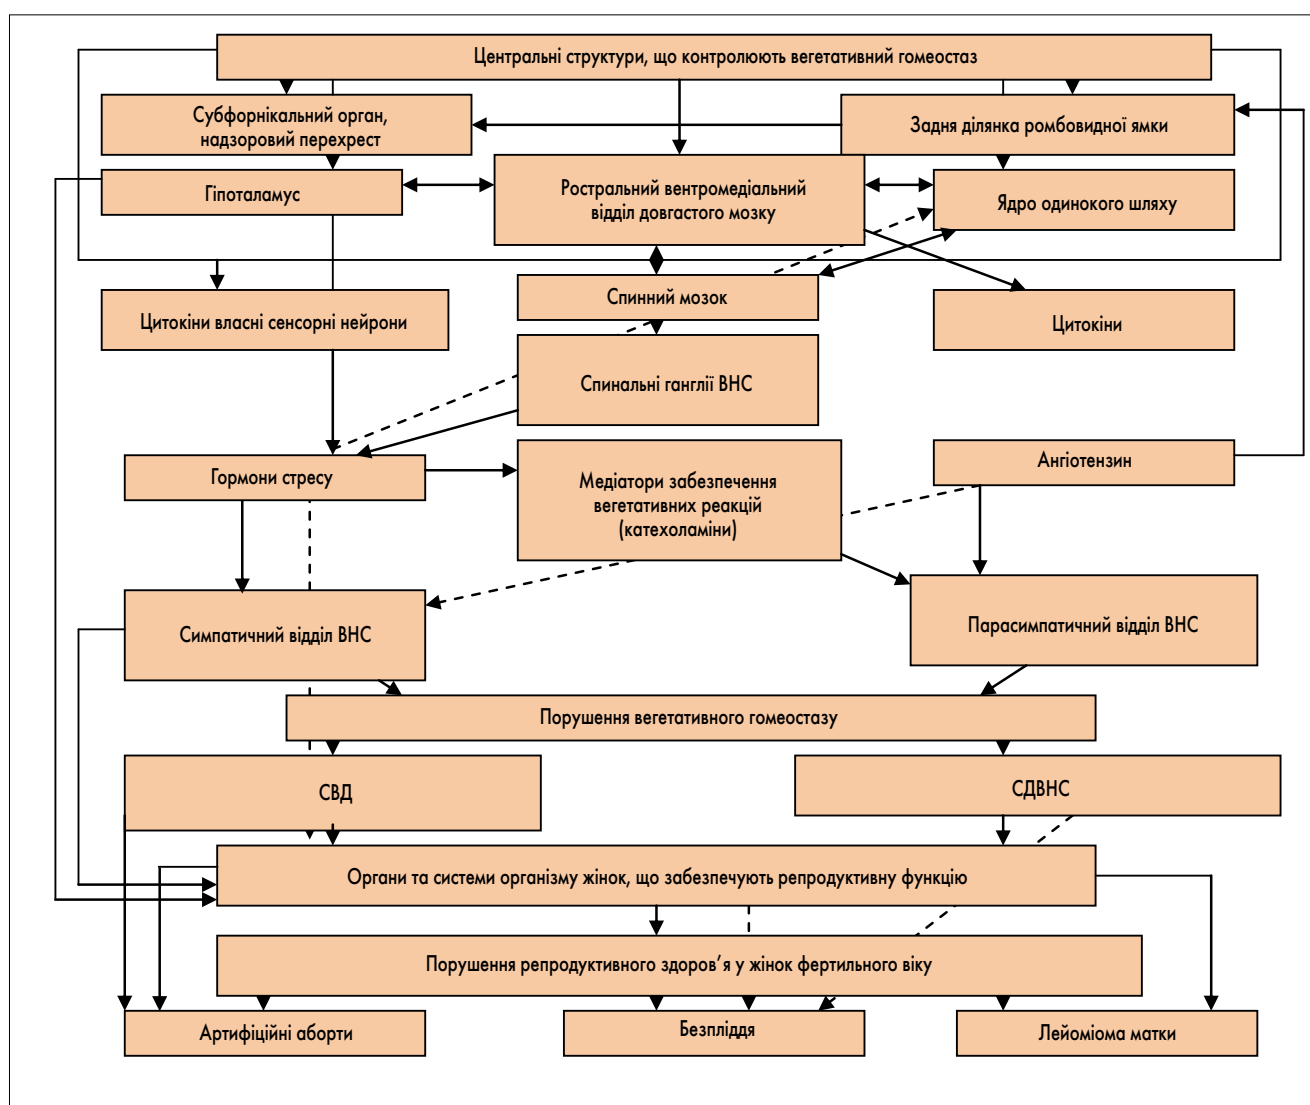 Центральні структури, що контролюють вегетативний гомеостаз
Субфорнікальний орган,
надзоровий перехрест
Задня ділянка ромбовидної ямки
Гіпоталамус
Ростральний вентромедіальний
відділ довгастого мозку
Ядро одинокого шляху
Спинний мозок
Цитокіни власні сенсорні нейрони
Цитокіни
Спинальні ганглії ВНС
Гормони стресу
Медіатори забезпечення
вегетативних реакцій
(катехоламіни)
Ангіотензин
Симпатичний відділ ВНС
Парасимпатичний відділ ВНС
Порушення вегетативного гомеостазу
СВД
СДВНС
Органи та системи організму жінок, що забезпечують репродуктивну функцію
Порушення репродуктивного здоров’я у жінок фертильного віку
Артифіційні аборти
Безпліддя
Лейоміома матки